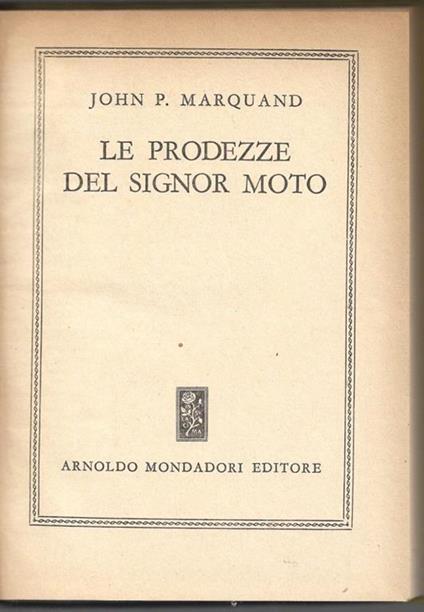 JOHN P. MARQUAND
LE PRODEZZE
DEL SIGNOR MOTO
ARNOLDO MONDADORI EDITORE